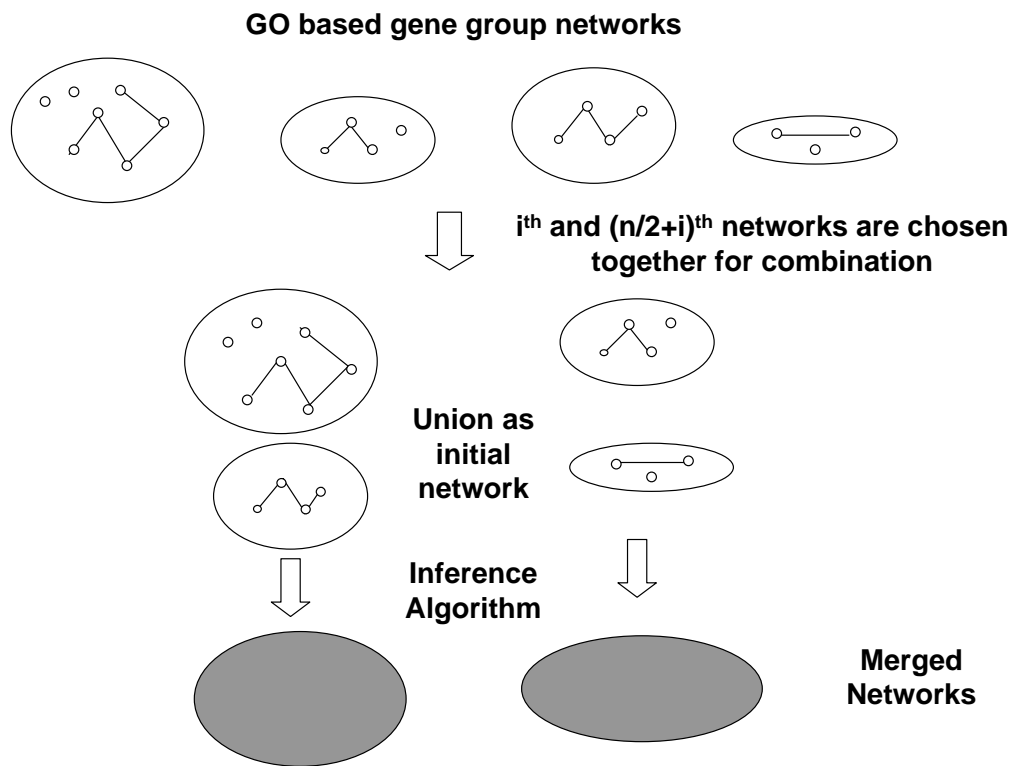 GO based gene group networks
iᵗʰ and (n/2+i)ᵗʰ networks are chosen
together for combination
Union as
initial
network
Inference
Algorithm
Merged
Networks